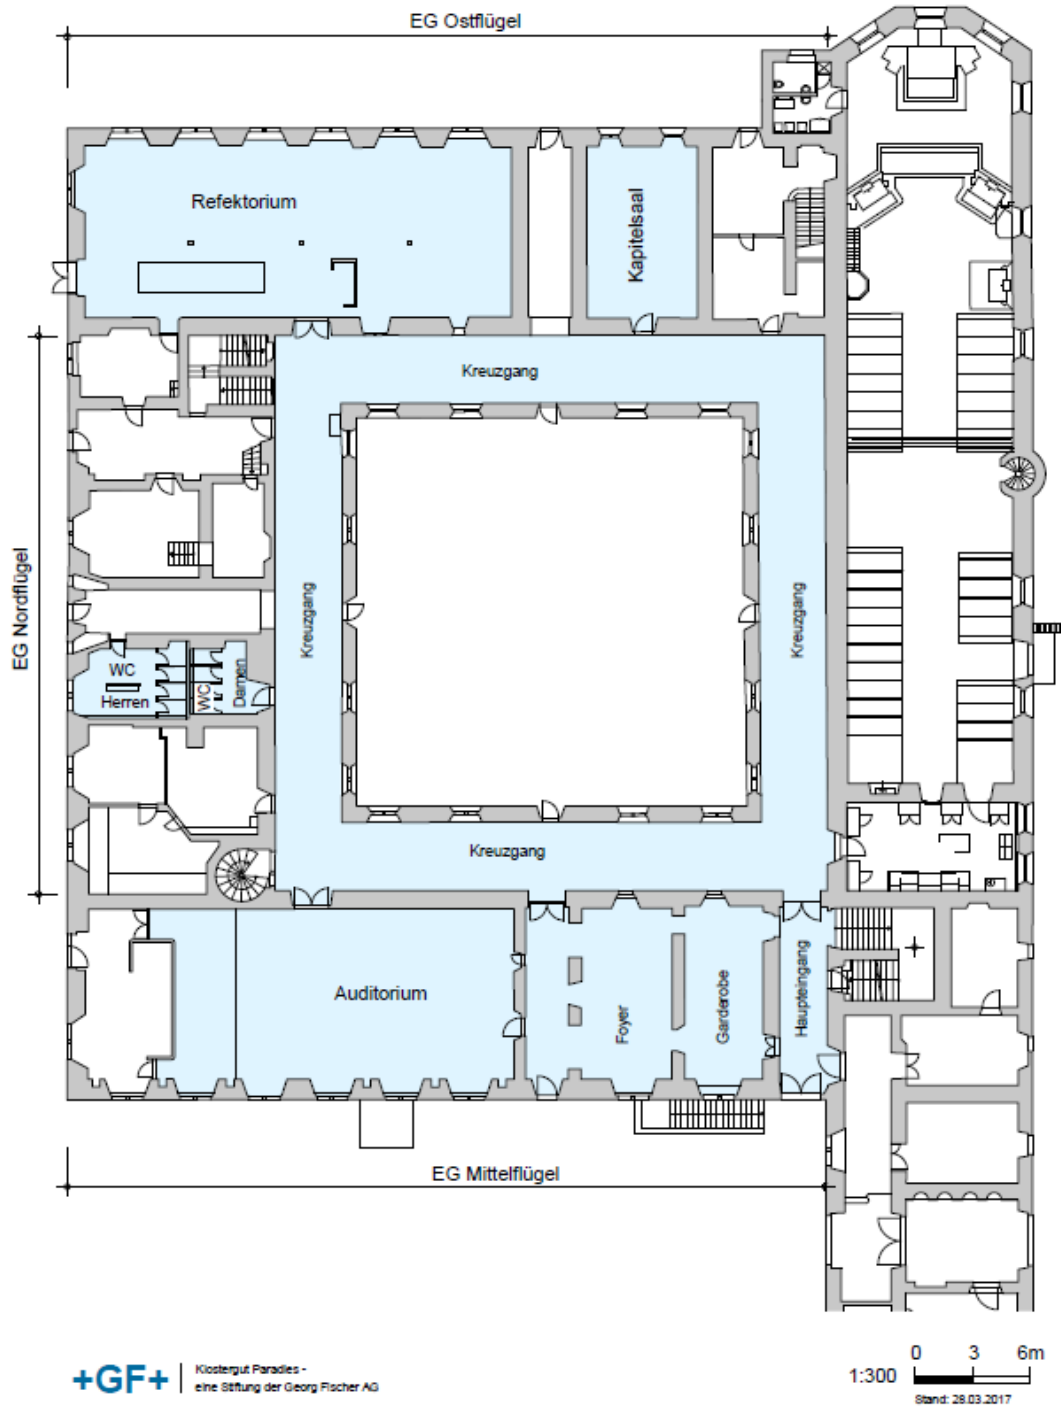 EG Ostflügel
Refektorium
Kapitelsaal
Kreuzgang
EG Nordflügel
Kreuzgang
Kreuzgang
WC
Herren
WC
Damen
Kreuzgang
Auditorium
Foyer
Garderobe
Haupteingang
EG Mittelflügel
+GF+
Klostergut Paradies -
eine Stiftung der Georg Fischer AG
1:300
0 3 6m
Stand: 28.03.2017